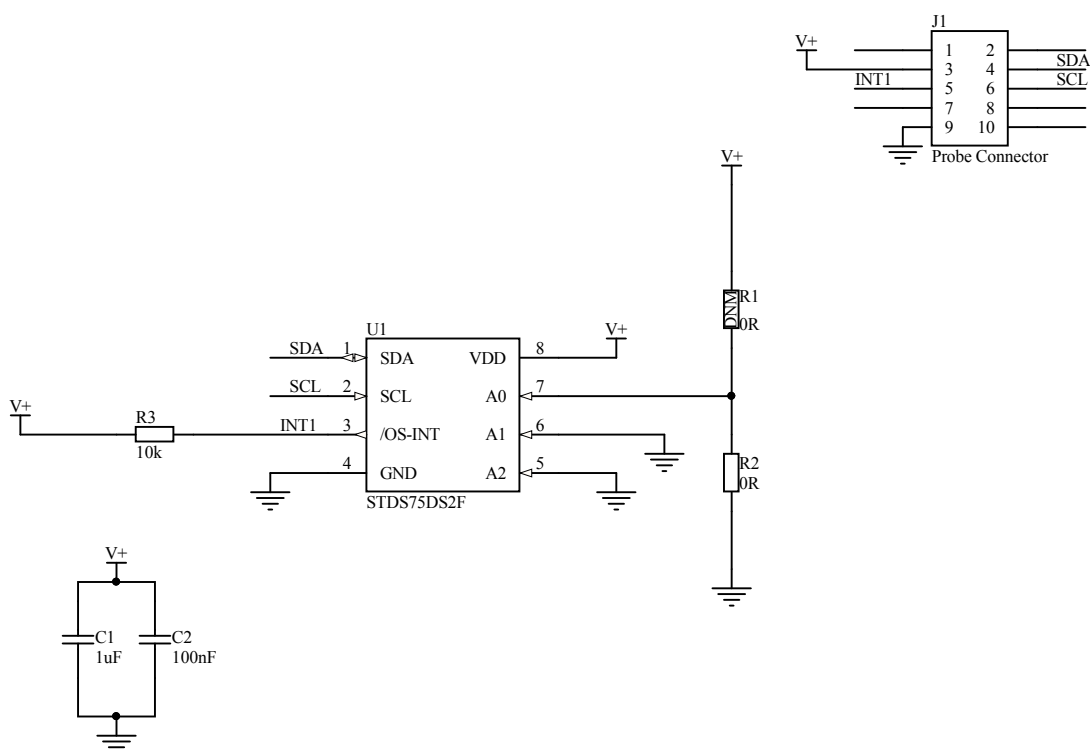 J1
V+
1 2
3 4 SDA
INT1 5 6 SCL
7 8
9 10
Probe Connector
V+
DNM R1
0R
U1
V+
SDA 1 SDA VDD 8
SCL 2 SCL A0 7
V+
R3
10k
INT1 3 /OS-INT A1 6
4 GND A2 5
STDS75DS2F
R2
0R
V+
C1
1uF
C2
100nF